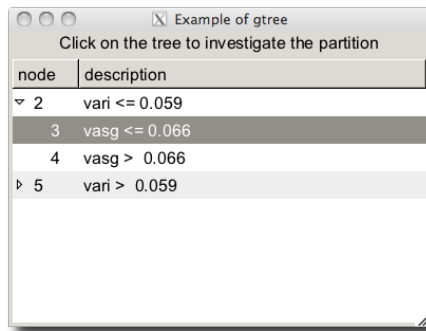 Example of gtree
Click on the tree to investigate the partition
node description
2 vari <= 0.059
3 vasg <= 0.066
4 vasg > 0.066
5 vari > 0.059